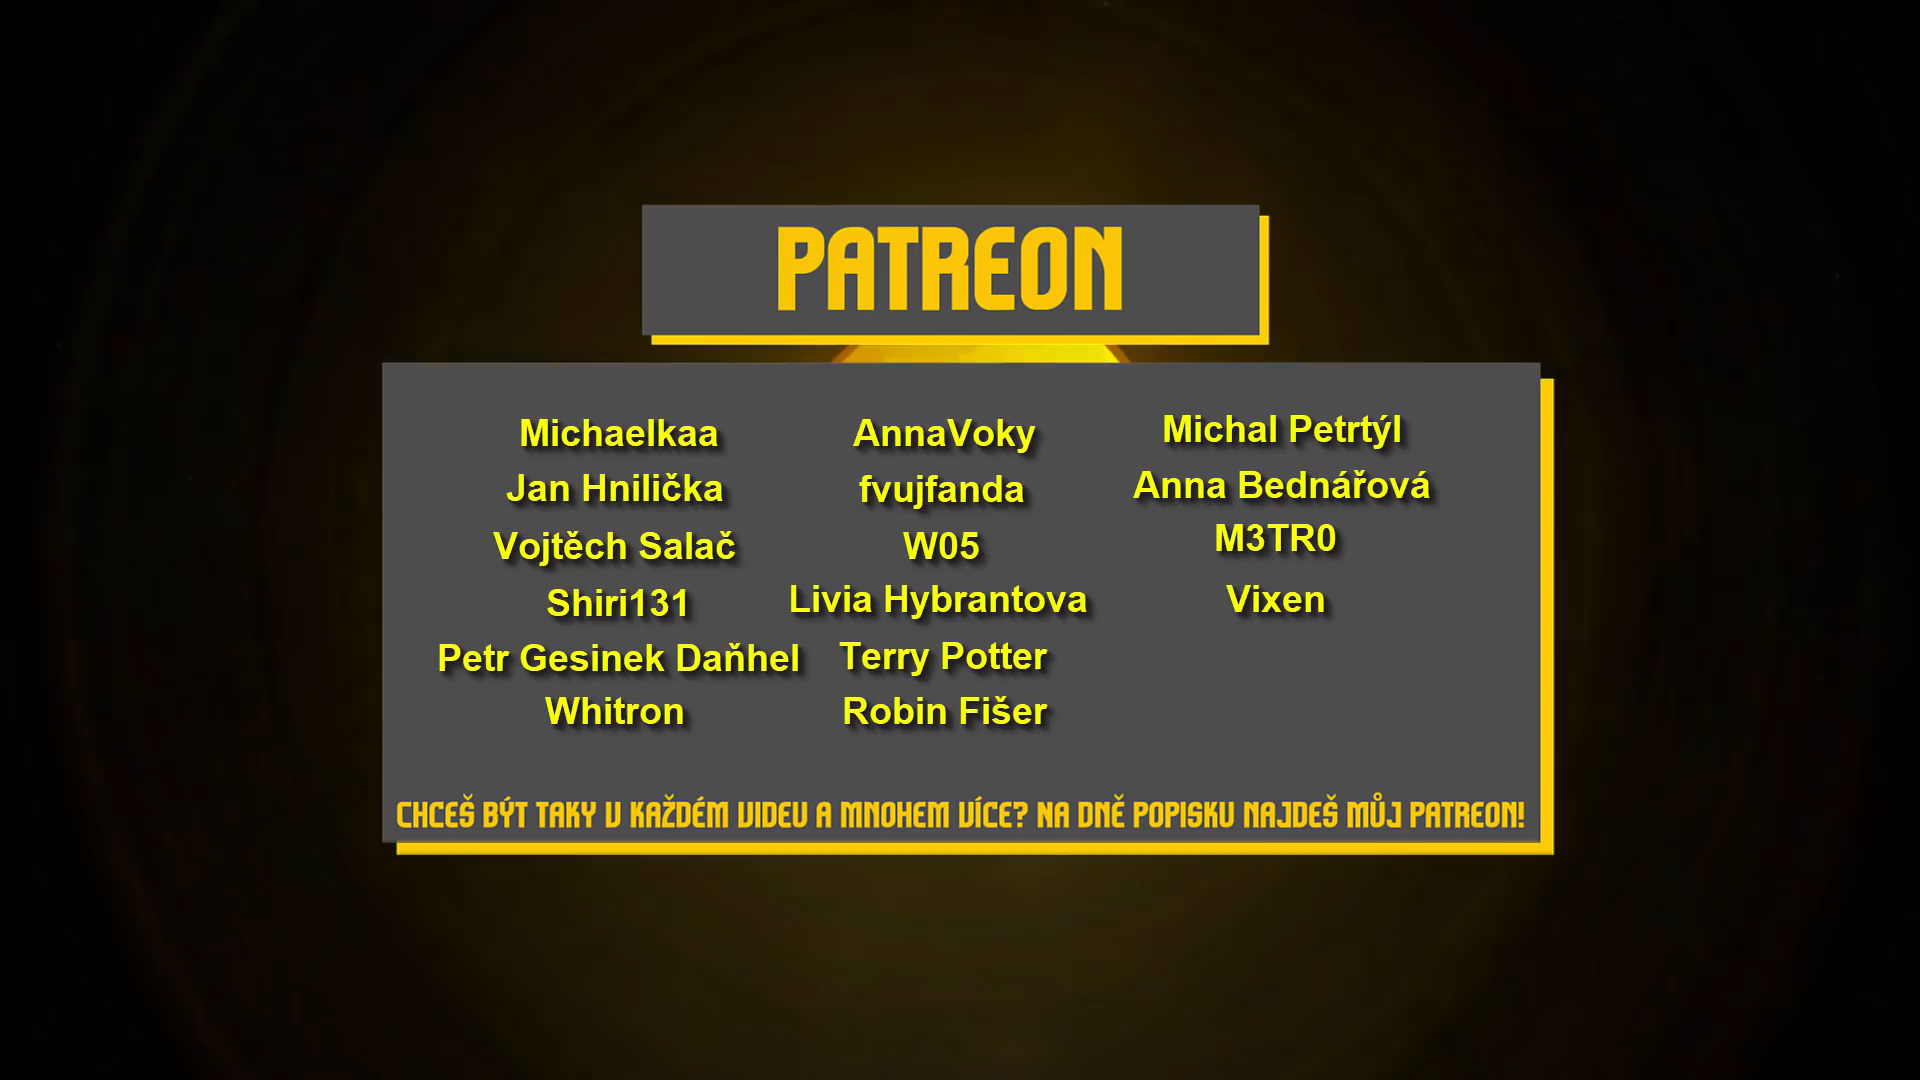 PATREON
Michaelkaa
Jan Hnilička
Vojtěch Salač
Shiri131
Petr Gesinek Daňhel
Whitron
AnnaVoky
fvujfanda
W05
Livia Hybrantova
Terry Potter
Robin Fišer
Michal Petrtýl
Anna Bednářová
M3TR0
Vixen
CHCEŠ BÝT TAKY V KAŽDÉM VIDEU A MNOHEM VÍCE? NA DNĚ POPISKU NAJDEŠ MŮJ PATREON!